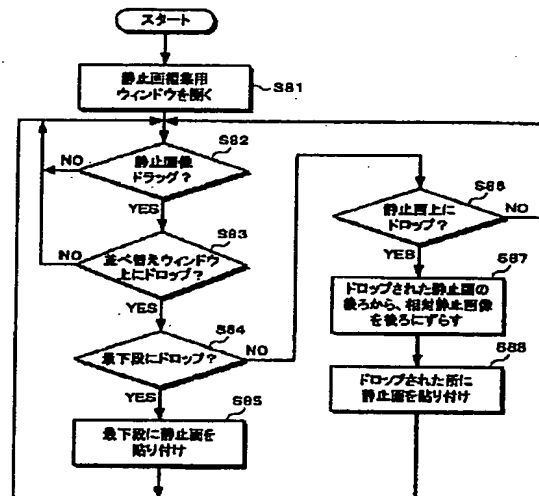 スタート
静止画編集用
ウィンドウを開く
S81
静止画像
ドラッグ?
S82
NO
YES
並べ替えウィンドウ
上にドロップ?
S83
NO
YES
最下段にドロップ?
S84
NO
YES
最下段に静止画を
貼り付け
S85
静止画上に
ドロップ?
S86
NO
YES
ドロップされた静止画の
後ろから、相対静止画像
を後ろにずらす
S87
ドロップされた所に
静止画を貼り付け
S88